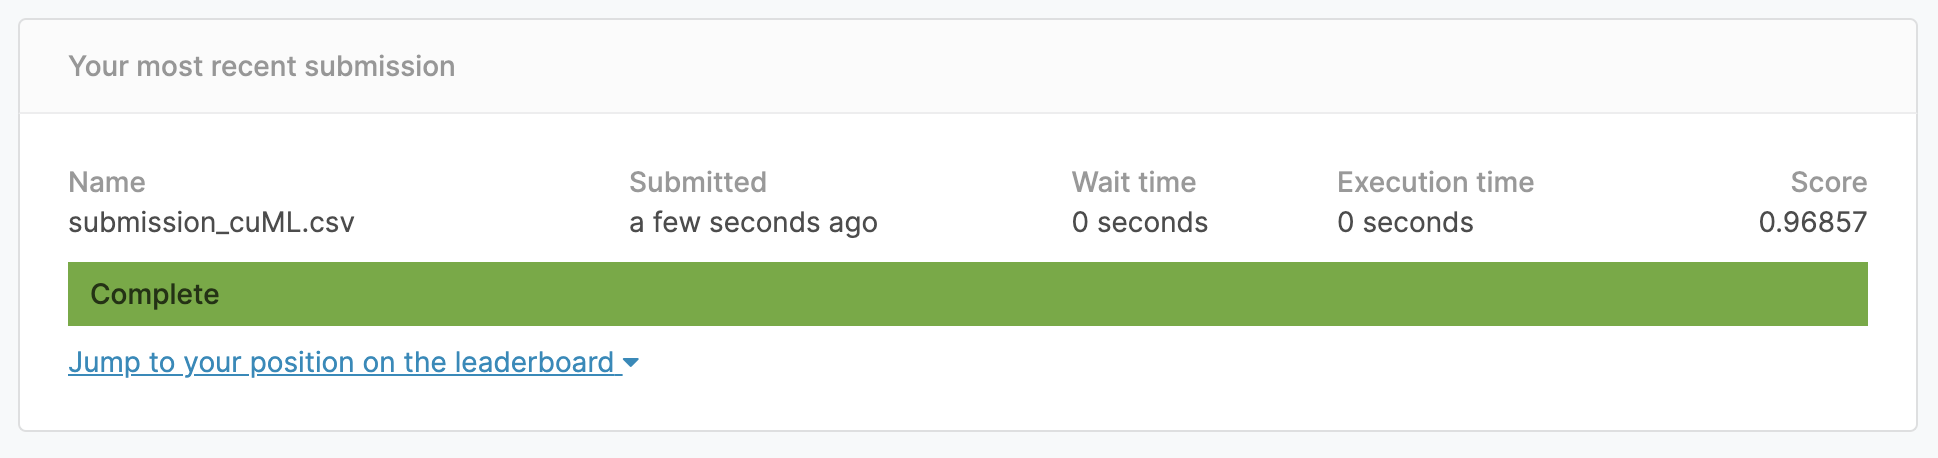 Your most recent submission
Name Submitted Wait time Execution time Score
submission_cuML.csv a few seconds ago 0 seconds 0 seconds 0.96857
Complete
Jump to your position on the leaderboard